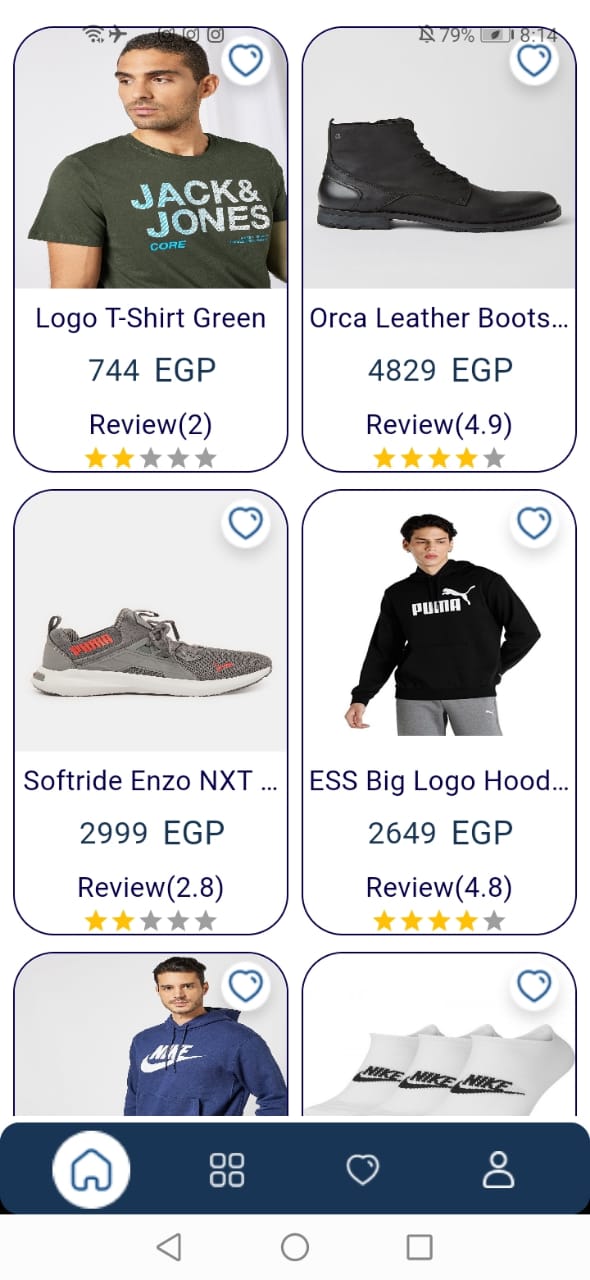 79% 8:14
JACK&
JONES
CORE
Logo T-Shirt Green
744 EGP
Review(2)
Orca Leather Boots...
4829 EGP
Review(4.9)
PUMA
Softride Enzo NXT ...
2999 EGP
Review(2.8)
PUMA
ESS Big Logo Hood...
2649 EGP
Review(4.8)
NIKE
NIKE NIKE NIKE